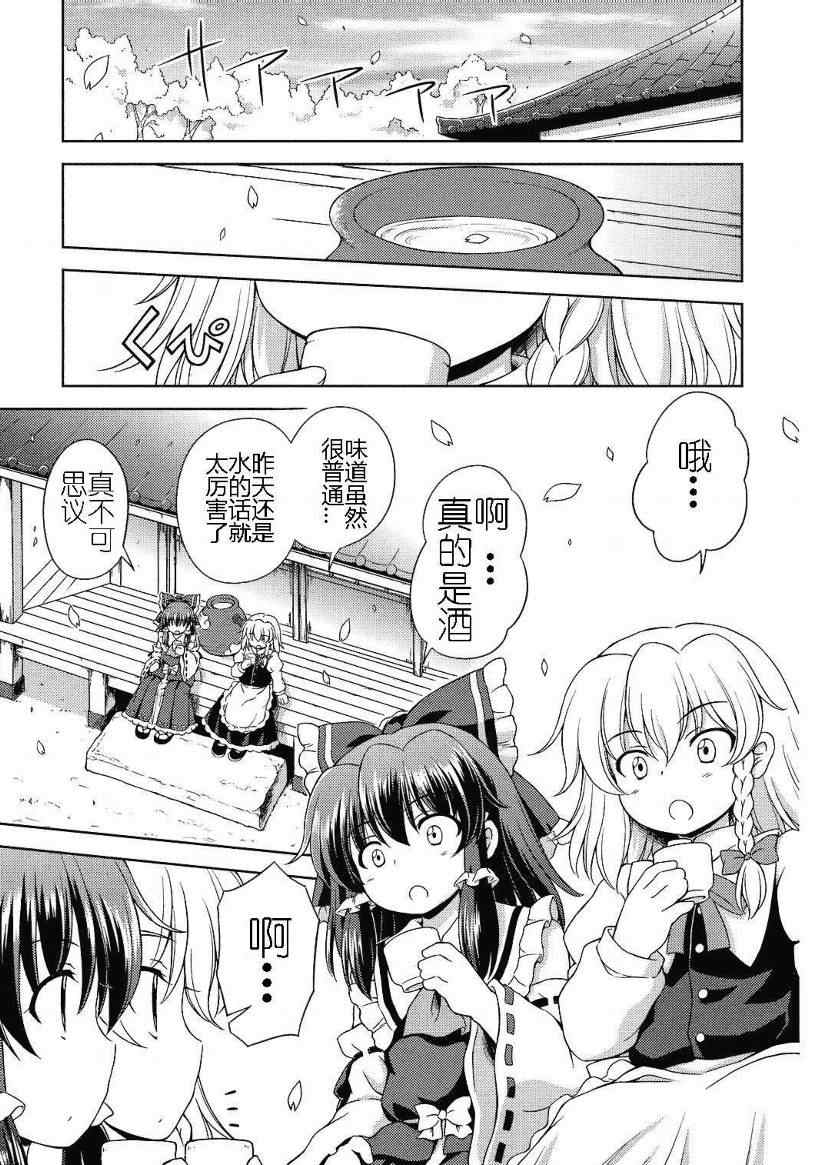 サアアアア
くぴ
哦…
啊…
真的是酒
味道虽然
很普通…
昨天还是
水的话就
太厉害了
真不可
思议
啊…